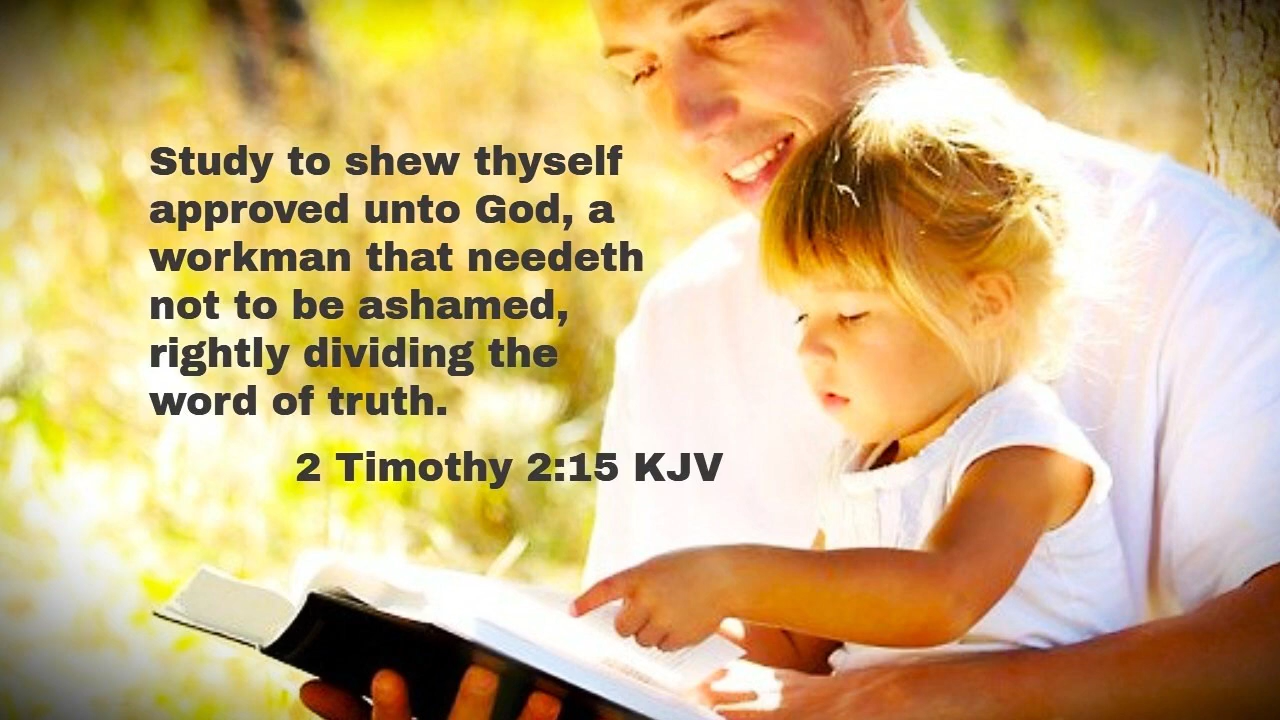 Study to shew thyself
approved unto God, a
workman that needeth
not to be ashamed,
rightly dividing the
word of truth.
2 Timothy 2:15 KJV